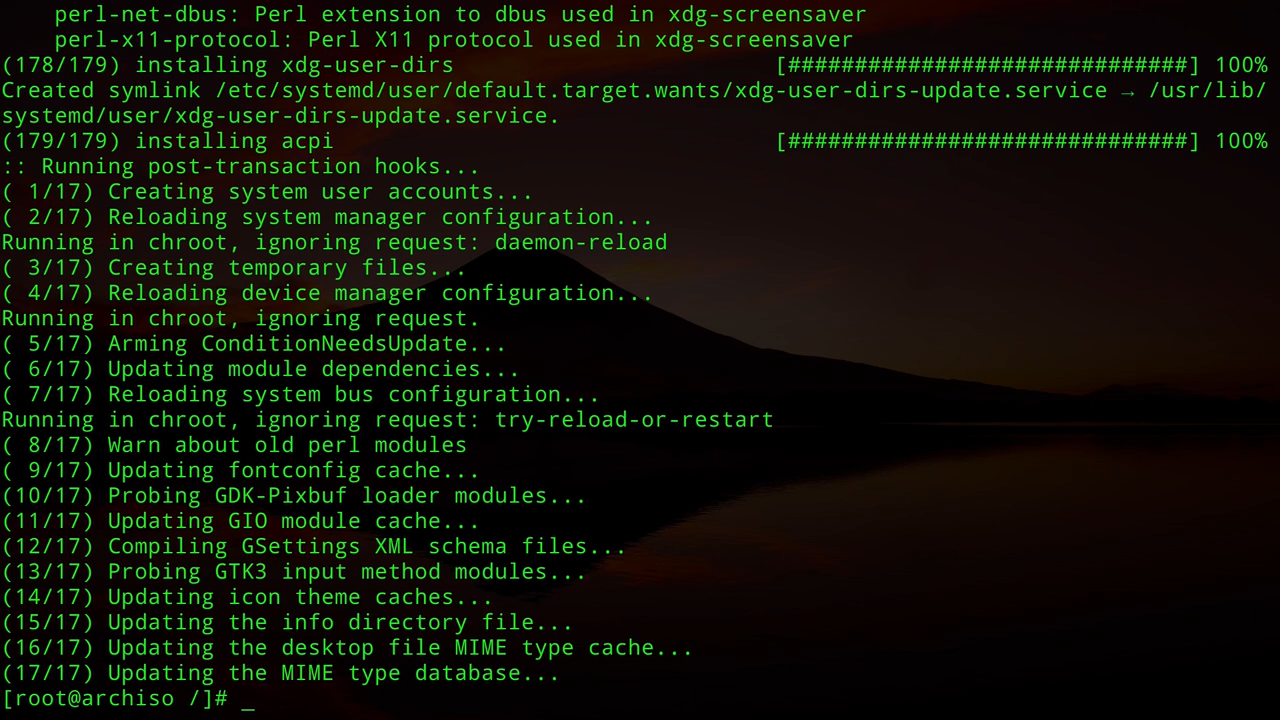 perl-net-dbus: Perl extension to dbus used in xdg-screensaver
    perl-x11-protocol: Perl X11 protocol used in xdg-screensaver
(178/179) installing xdg-user-dirs                        [##############################] 100%
Created symlink /etc/systemd/user/default.target.wants/xdg-user-dirs-update.service → /usr/lib/
systemd/user/xdg-user-dirs-update.service.
(179/179) installing acpi                                 [##############################] 100%
:: Running post-transaction hooks...
( 1/17) Creating system user accounts...
( 2/17) Reloading system manager configuration...
Running in chroot, ignoring request: daemon-reload
( 3/17) Creating temporary files...
( 4/17) Reloading device manager configuration...
Running in chroot, ignoring request.
( 5/17) Arming ConditionNeedsUpdate...
( 6/17) Updating module dependencies...
( 7/17) Reloading system bus configuration...
Running in chroot, ignoring request: try-reload-or-restart
( 8/17) Warn about old perl modules
( 9/17) Updating fontconfig cache...
(10/17) Probing GDK-Pixbuf loader modules...
(11/17) Updating GIO module cache...
(12/17) Compiling GSettings XML schema files...
(13/17) Probing GTK3 input method modules...
(14/17) Updating icon theme caches...
(15/17) Updating the info directory file...
(16/17) Updating the desktop file MIME type cache...
(17/17) Updating the MIME type database...
[root@archiso /]# _